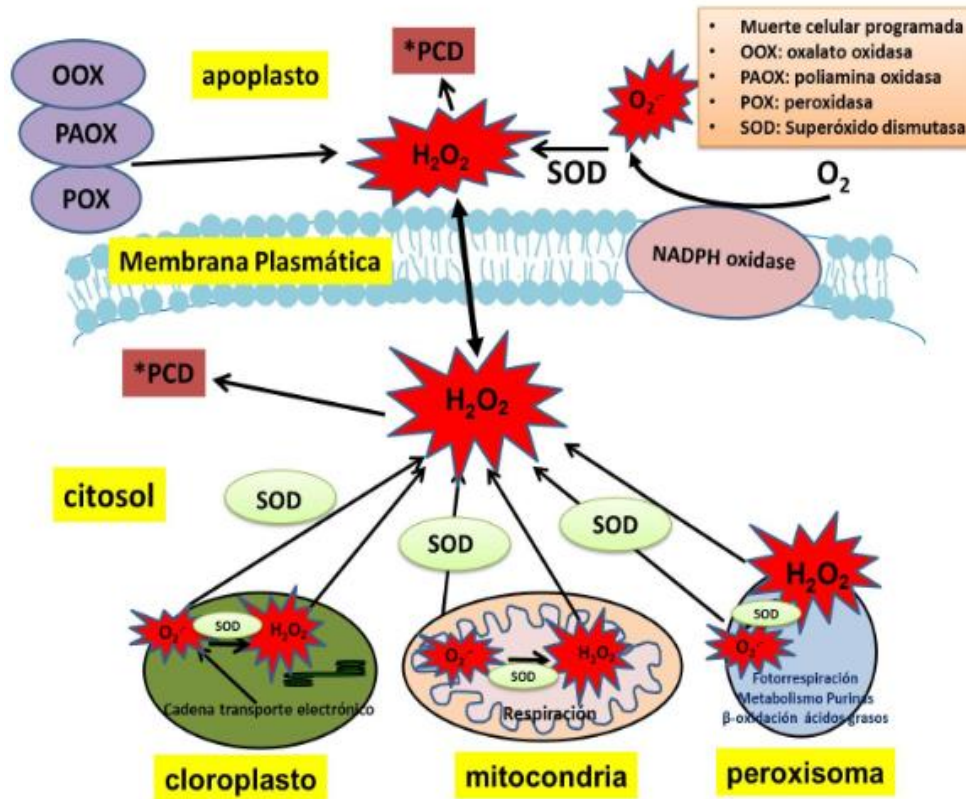 OOX
PAOX
POX
apoplasto
*PCD
H₂O₂
O₂·⁻
SOD
O₂
• Muerte celular programada
• OOX: oxalato oxidasa
• PAOX: poliamina oxidasa
• POX: peroxidasa
• SOD: Superóxido dismutasa
Membrana Plasmática
NADPH oxidase
*PCD
H₂O₂
citosol
SOD
SOD
SOD
O₂·⁻
SOD
H₂O₂
Cadena transporte electrónico
cloroplasto
O₂·⁻
SOD
H₂O₂
Respiración
mitocondria
H₂O₂
SOD
O₂·⁻
Fotorrespiración
Metabolismo Purinas
β-oxidación ácidos grasos
peroxisoma